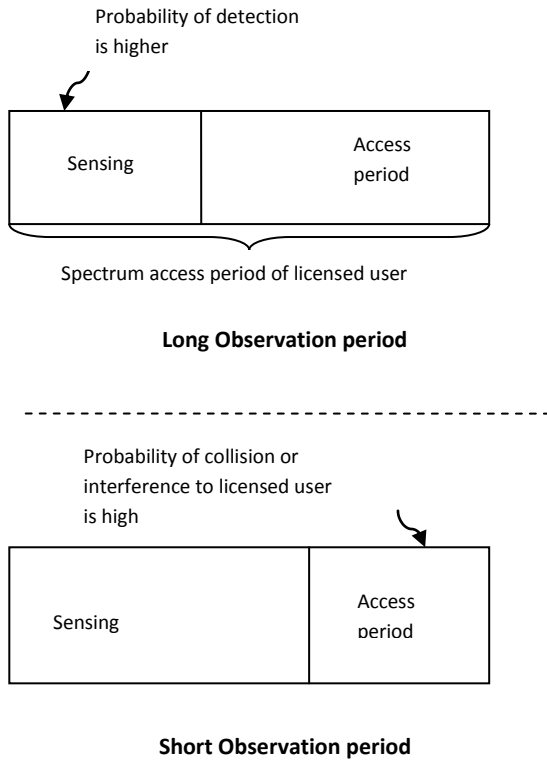 Probability of detection
is higher
Sensing
Access
period
Spectrum access period of licensed user
Long Observation period
Probability of collision or
interference to licensed user
is high
Sensing
Access
period
Short Observation period